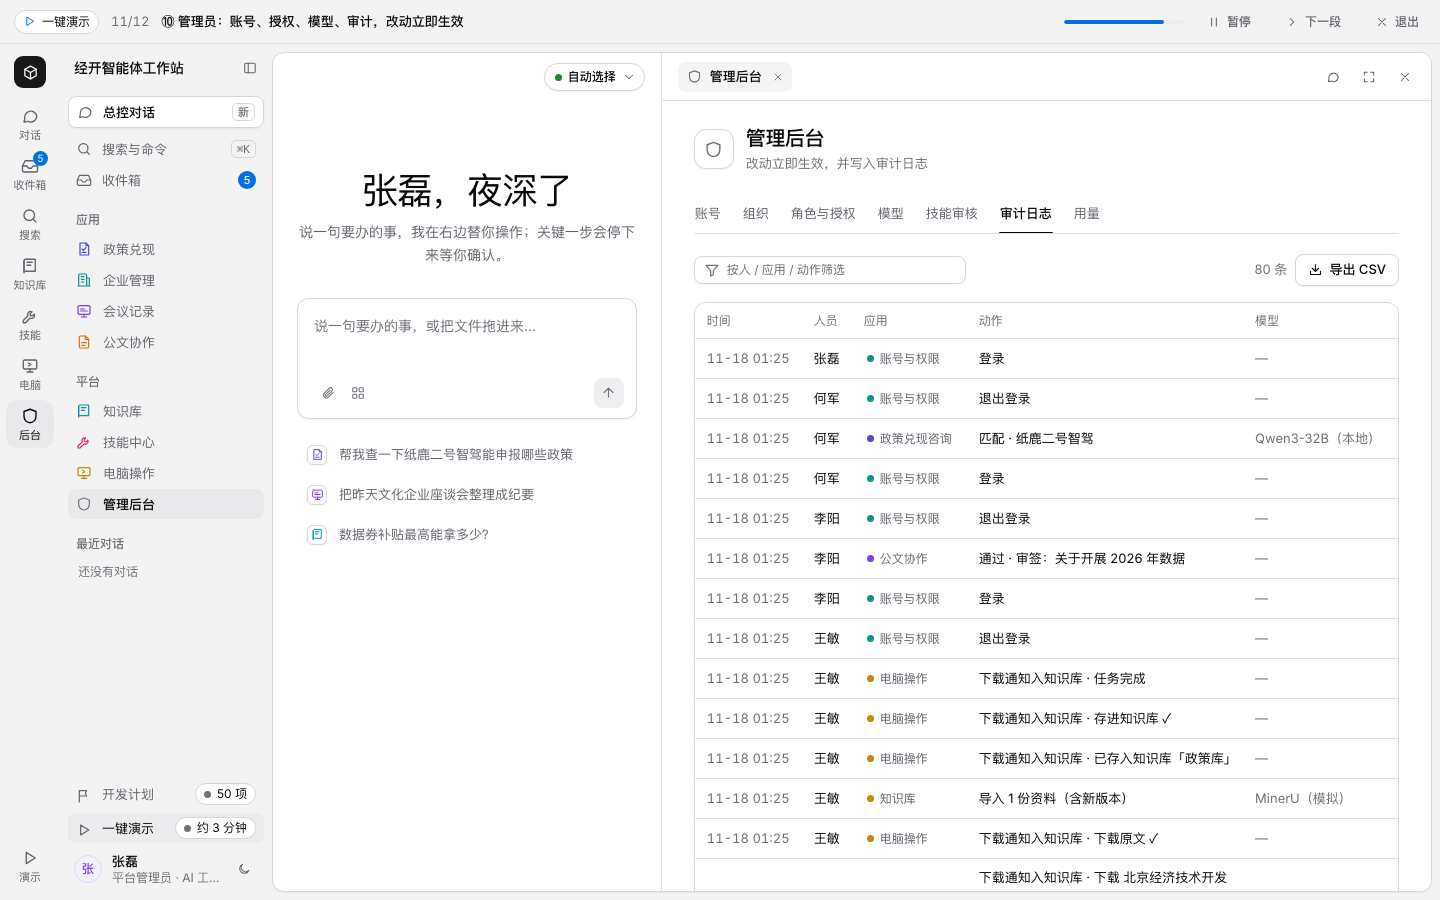 一键演示 11/12 ⑩ 管理员：账号、授权、模型、审计，改动立即生效 暂停 下一段 退出
对话
5
收件箱
搜索
知识库
技能
电脑
后台
演示
经开智能体工作站
总控对话 新
搜索与命令 ⌘K
收件箱 5
应用
政策兑现
企业管理
会议记录
公文协作
平台
知识库
技能中心
电脑操作
管理后台
最近对话
还没有对话
开发计划 50 项
一键演示 约 3 分钟
张 张磊
平台管理员 · AI 工...
自动选择
张磊，夜深了
说一句要办的事，我在右边替你操作；关键一步会停下
来等你确认。
说一句要办的事，或把文件拖进来...
帮我查一下纸鹿二号智驾能申报哪些政策
把昨天文化企业座谈会整理成纪要
数据券补贴最高能拿多少？
管理后台
管理后台
改动立即生效，并写入审计日志
账号 组织 角色与授权 模型 技能审核 审计日志 用量
按人 / 应用 / 动作筛选 80 条 导出 CSV
时间 人员 应用 动作 模型
11-18 01:25 张磊 账号与权限 登录 —
11-18 01:25 何军 账号与权限 退出登录 —
11-18 01:25 何军 政策兑现咨询 匹配 · 纸鹿二号智驾 Qwen3-32B（本地）
11-18 01:25 何军 账号与权限 登录 —
11-18 01:25 李阳 账号与权限 退出登录 —
11-18 01:25 李阳 公文协作 通过 · 审签：关于开展 2026 年数据 —
11-18 01:25 李阳 账号与权限 登录 —
11-18 01:25 王敏 账号与权限 退出登录 —
11-18 01:25 王敏 电脑操作 下载通知入知识库 · 任务完成 —
11-18 01:25 王敏 电脑操作 下载通知入知识库 · 存进知识库 ✓ —
11-18 01:25 王敏 电脑操作 下载通知入知识库 · 已存入知识库「政策库」 —
11-18 01:25 王敏 知识库 导入 1 份资料（含新版本） MinerU（模拟）
11-18 01:25 王敏 电脑操作 下载通知入知识库 · 下载原文 ✓ —
下载通知入知识库 · 下载 北京经济技术开发